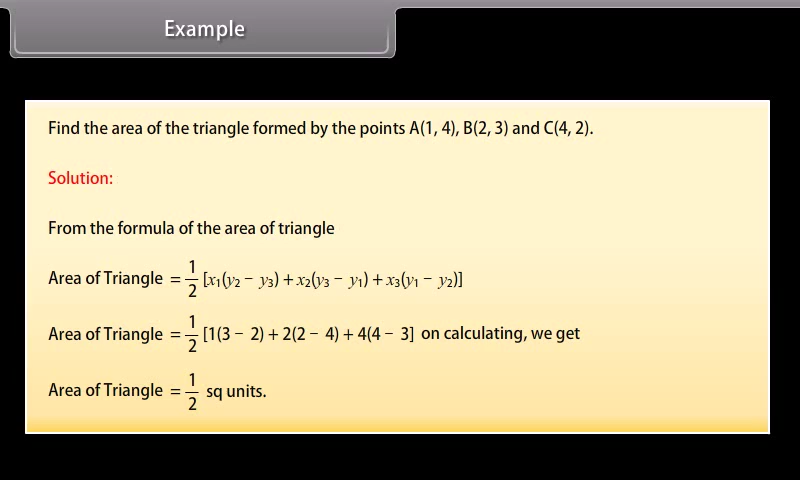 Example
Find the area of the triangle formed by the points A(1, 4), B(2, 3) and C(4, 2).
Solution:
From the formula of the area of triangle
Area of Triangle = 1/2 [x₁(y₂ − y₃) + x₂(y₃ − y₁) + x₃(y₁ − y₂)]
Area of Triangle = 1/2 [1(3 − 2) + 2(2 − 4) + 4(4 − 3] on calculating, we get
Area of Triangle = 1/2 sq units.